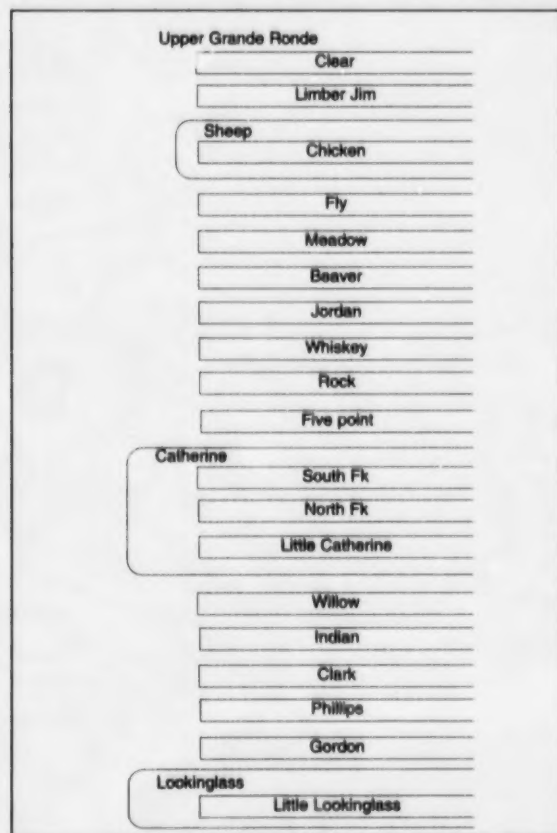 Upper Grande Ronde
Clear
Limber Jim
Sheep
Chicken
Fly
Meadow
Beaver
Jordan
Whiskey
Rock
Five point
Catherine
South Fk
North Fk
Little Catherine
Willow
Indian
Clark
Phillips
Gordon
Lookinglass
Little Lookinglass